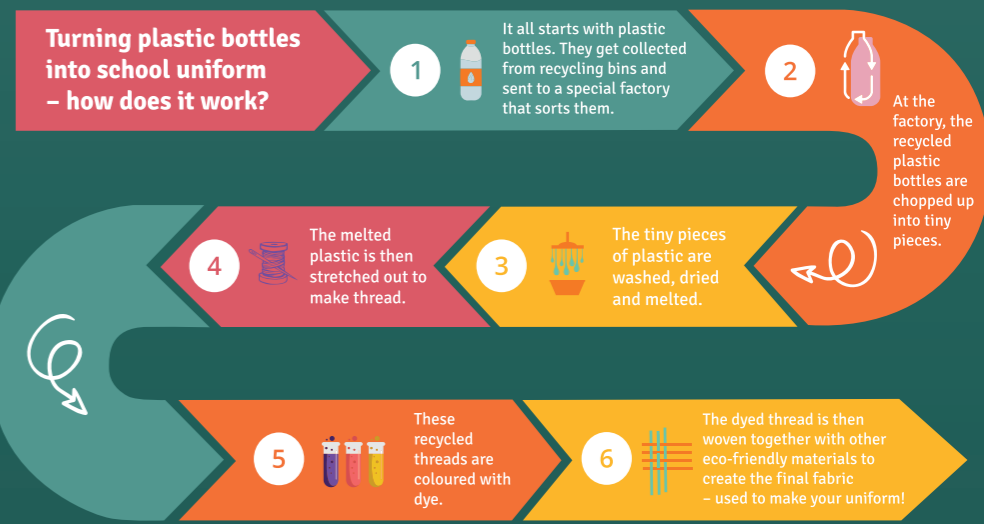 Turning plastic bottles
into school uniform
– how does it work?
1
It all starts with plastic
bottles. They get collected
from recycling bins and
sent to a special factory
that sorts them.
2
At the
factory, the
recycled
plastic
bottles are
chopped up
into tiny
pieces.
3
The tiny pieces
of plastic are
washed, dried
and melted.
4
The melted
plastic is then
stretched out to
make thread.
5
These
recycled
threads are
coloured with
dye.
6
The dyed thread is then
woven together with other
eco-friendly materials to
create the final fabric
– used to make your uniform!